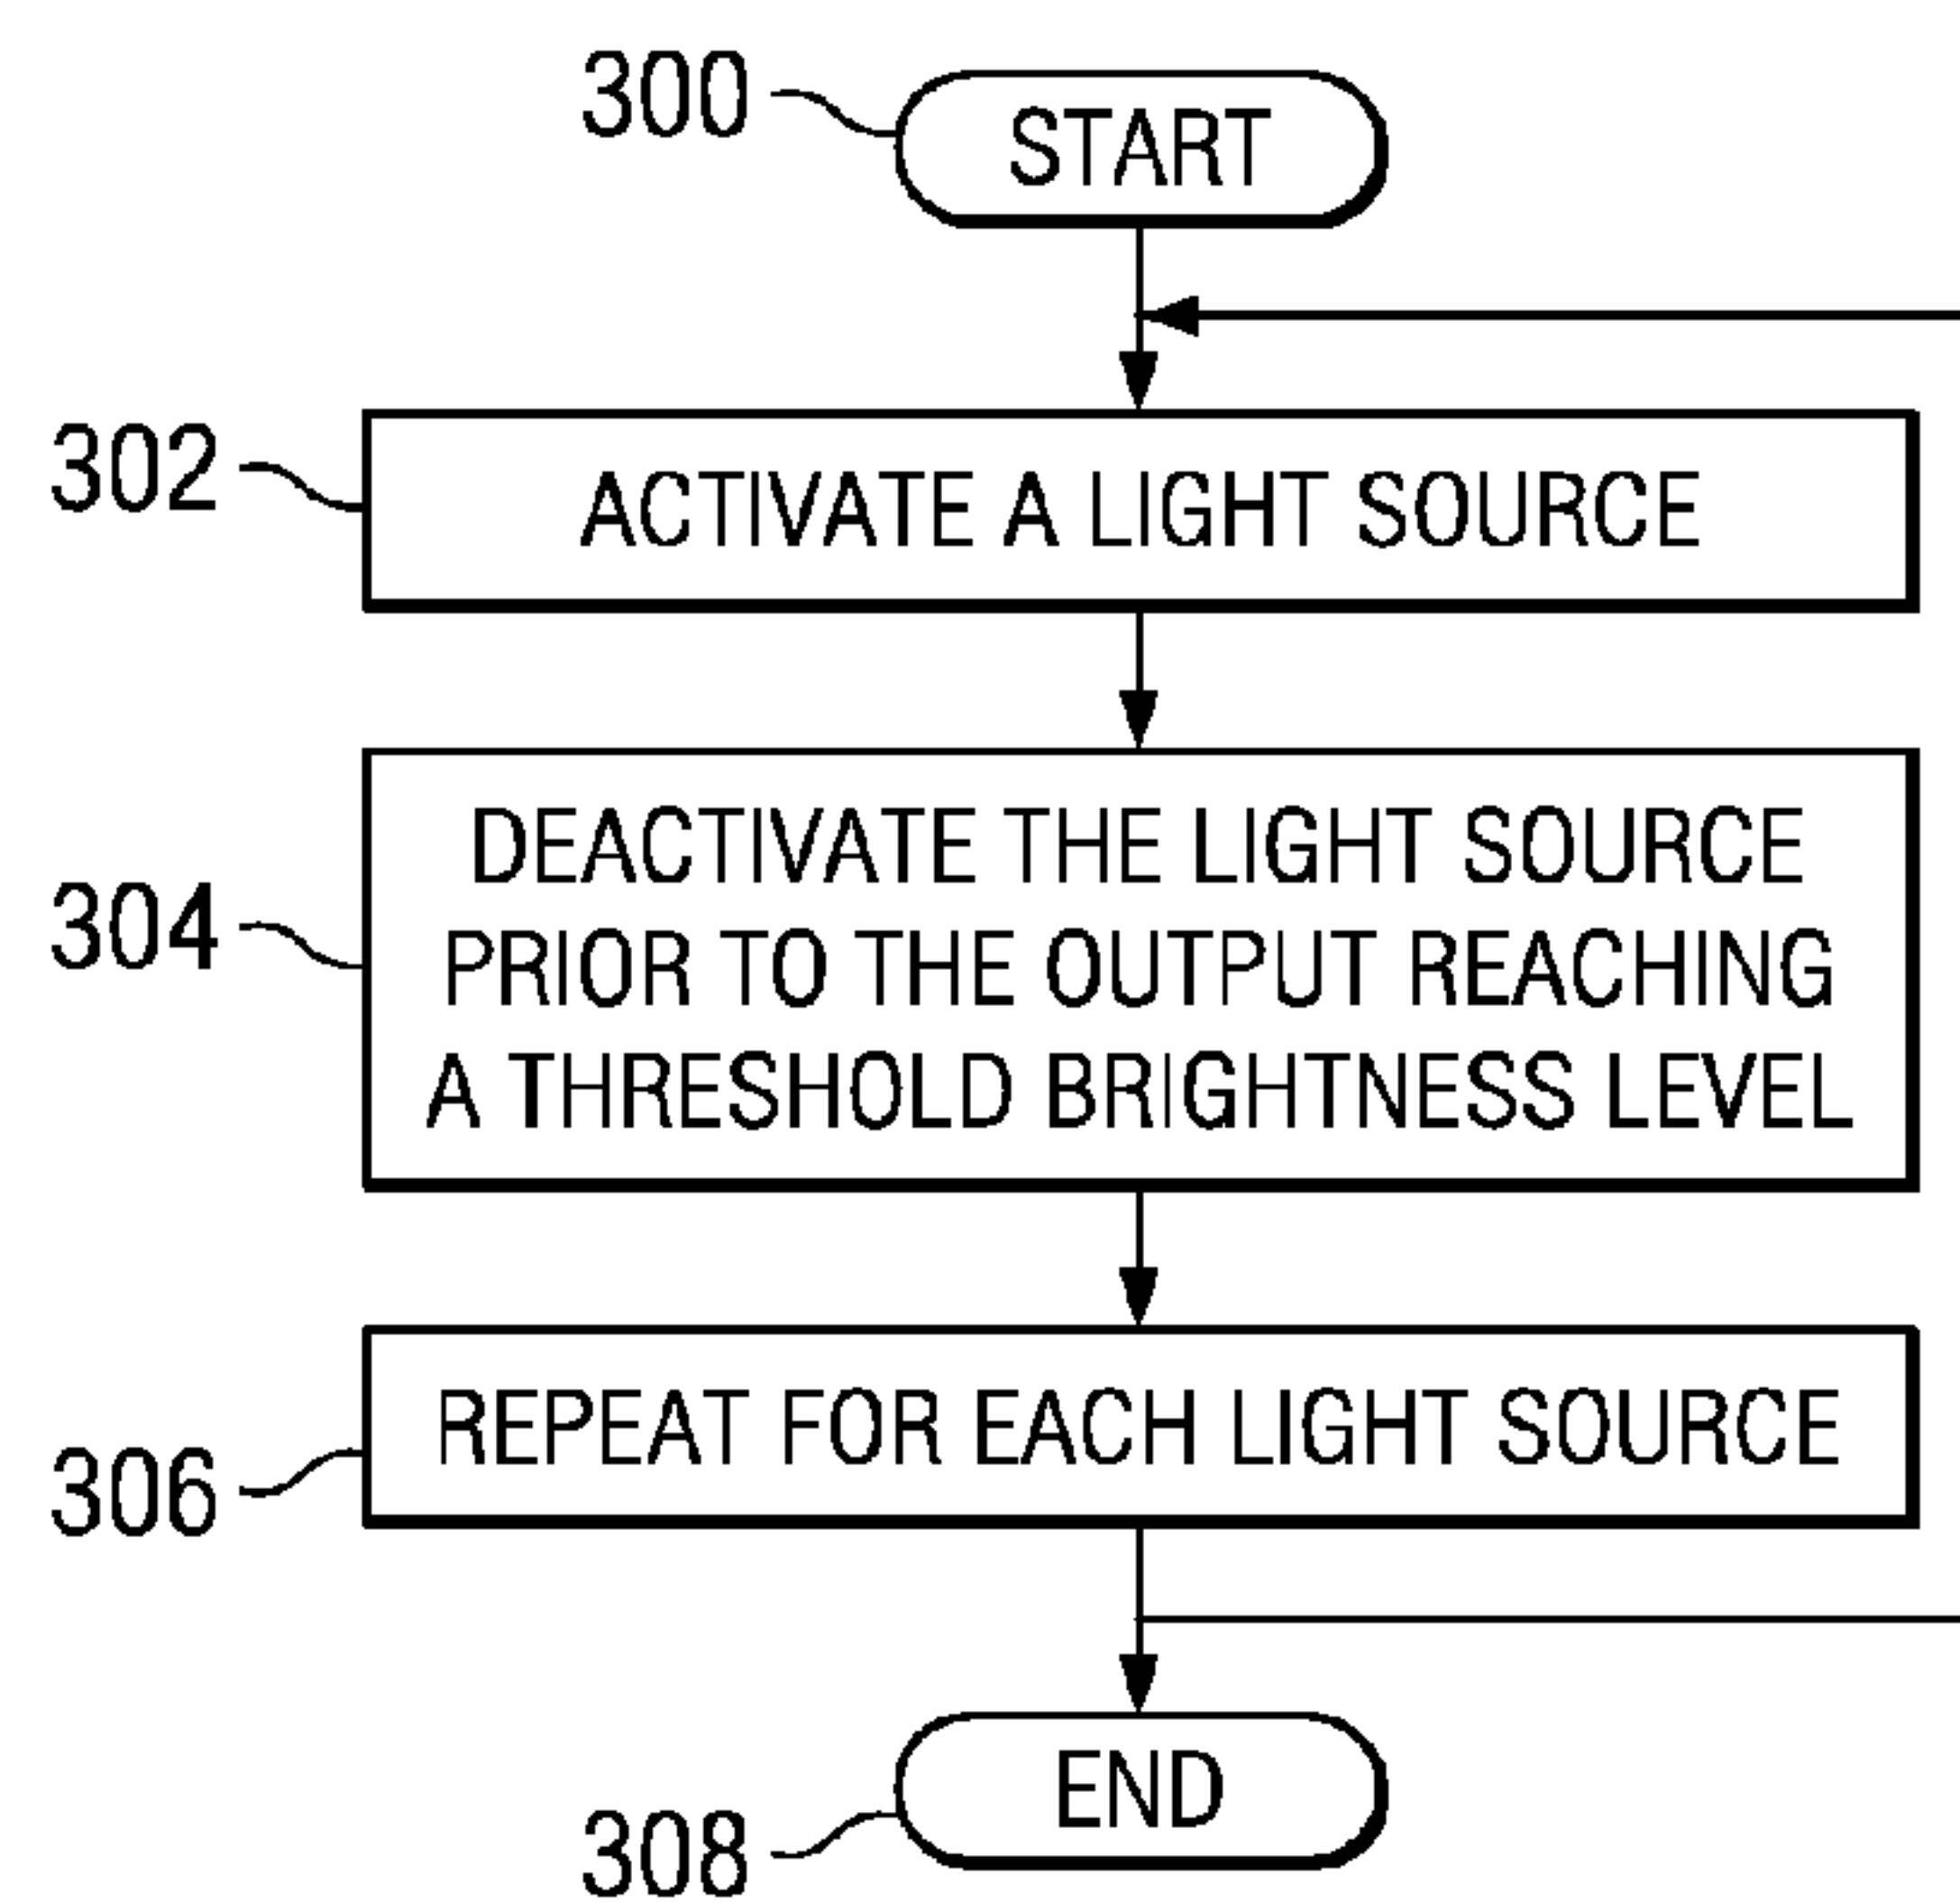 300
START
302
ACTIVATE A LIGHT SOURCE
304
DEACTIVATE THE LIGHT SOURCE
PRIOR TO THE OUTPUT REACHING
A THRESHOLD BRIGHTNESS LEVEL
306
REPEAT FOR EACH LIGHT SOURCE
308
END